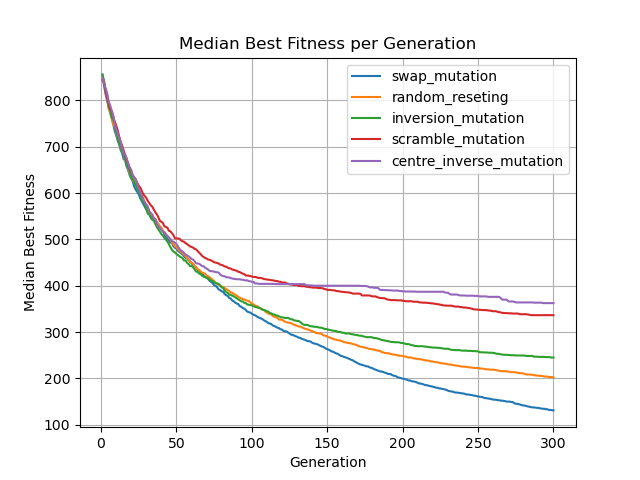 Median Best Fitness per Generation
swap_mutation
random_reseting
inversion_mutation
scramble_mutation
centre_inverse_mutation
Median Best Fitness
800
700
600
500
400
300
200
100
0
50
100
150
200
250
300
Generation